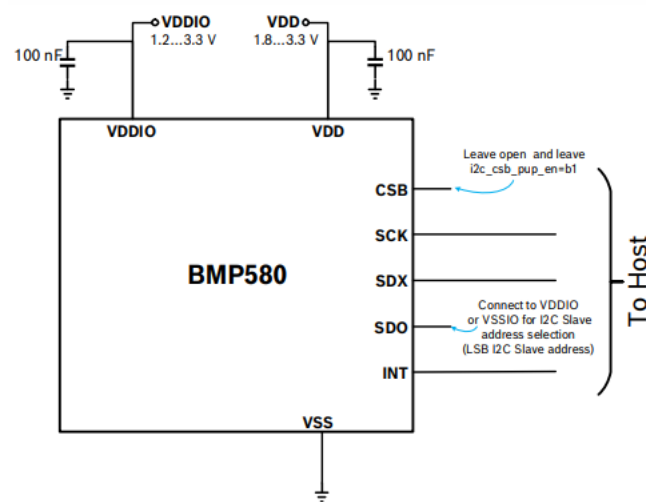 VDDIO
1.2...3.3 V
VDD
1.8...3.3 V
100 nF
100 nF
VDDIO
VDD
Leave open and leave
i2c_csb_pup_en=b1
CSB
SCK
BMP580
SDX
Connect to VDDIO
or VSSIO for I2C Slave
address selection
(LSB I2C Slave address)
SDO
INT
VSS
To Host